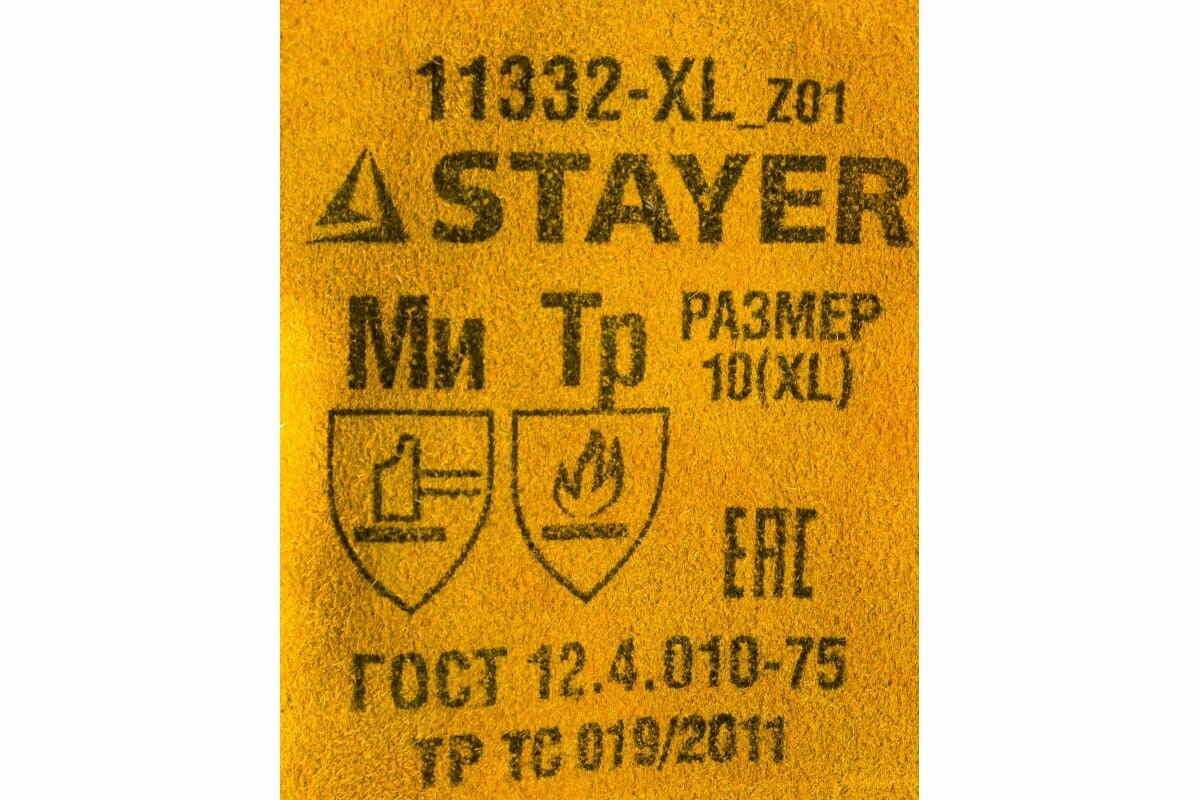 11332-XL_Z01
STAYER
Ми Тр РАЗМЕР
10(XL)
EAC
ГОСТ 12.4.010-75
ТР ТС 019/2011